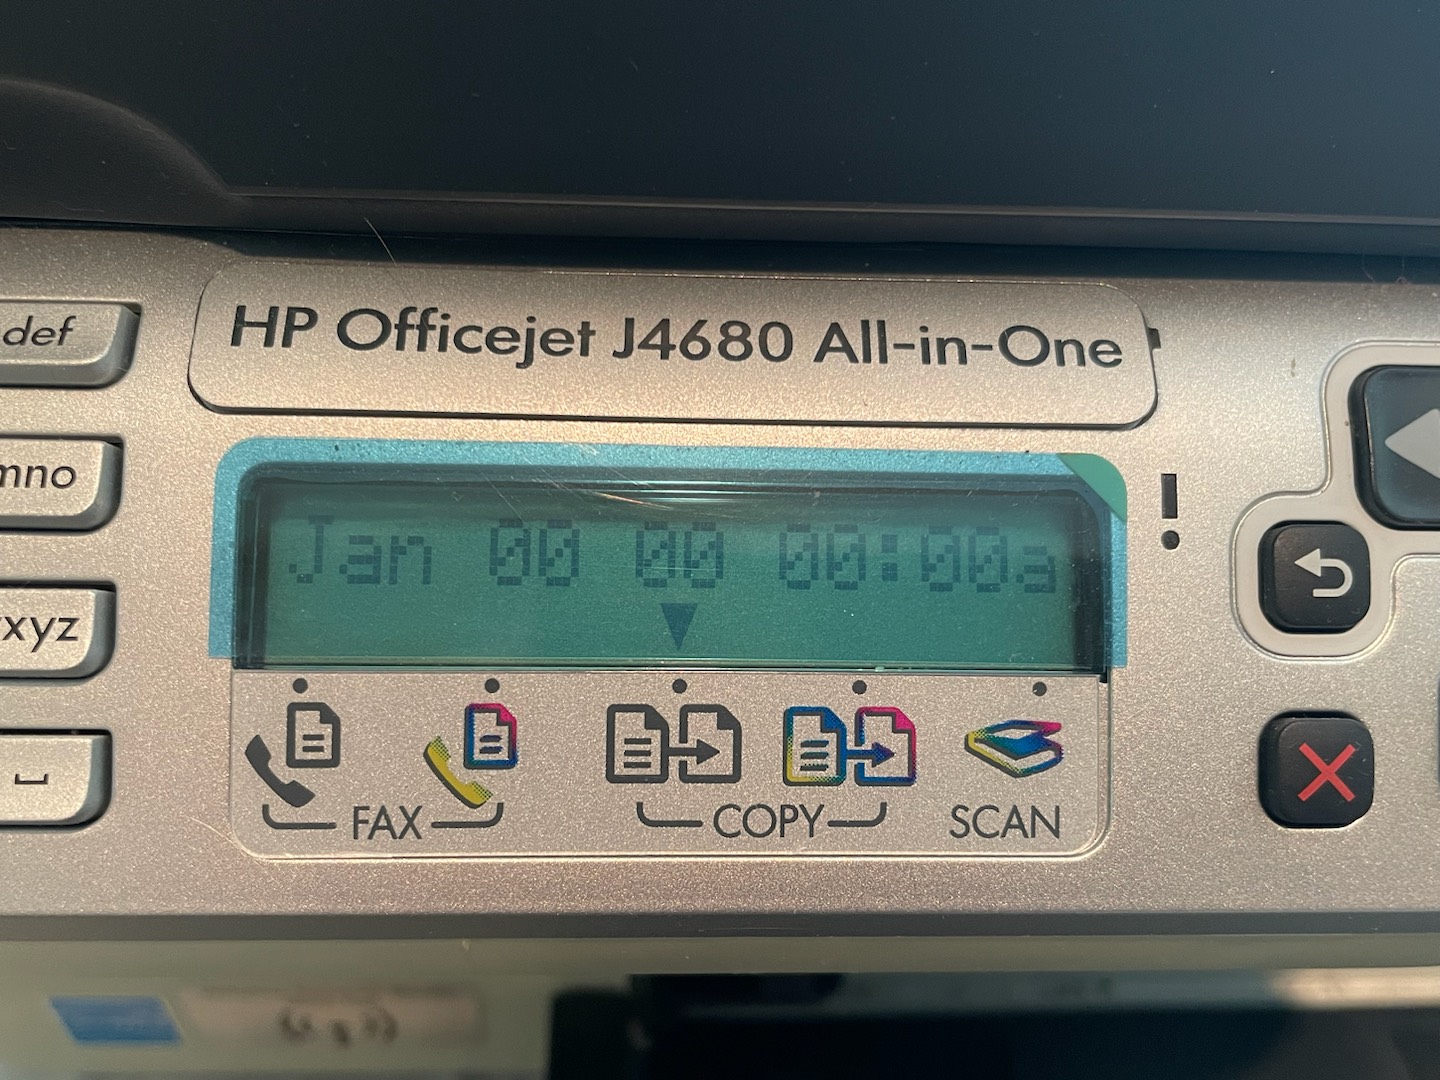 def
HP Officejet J4680 All-in-One
mno
Jan 00 00 00:00a
!
xyz
FAX
COPY
SCAN